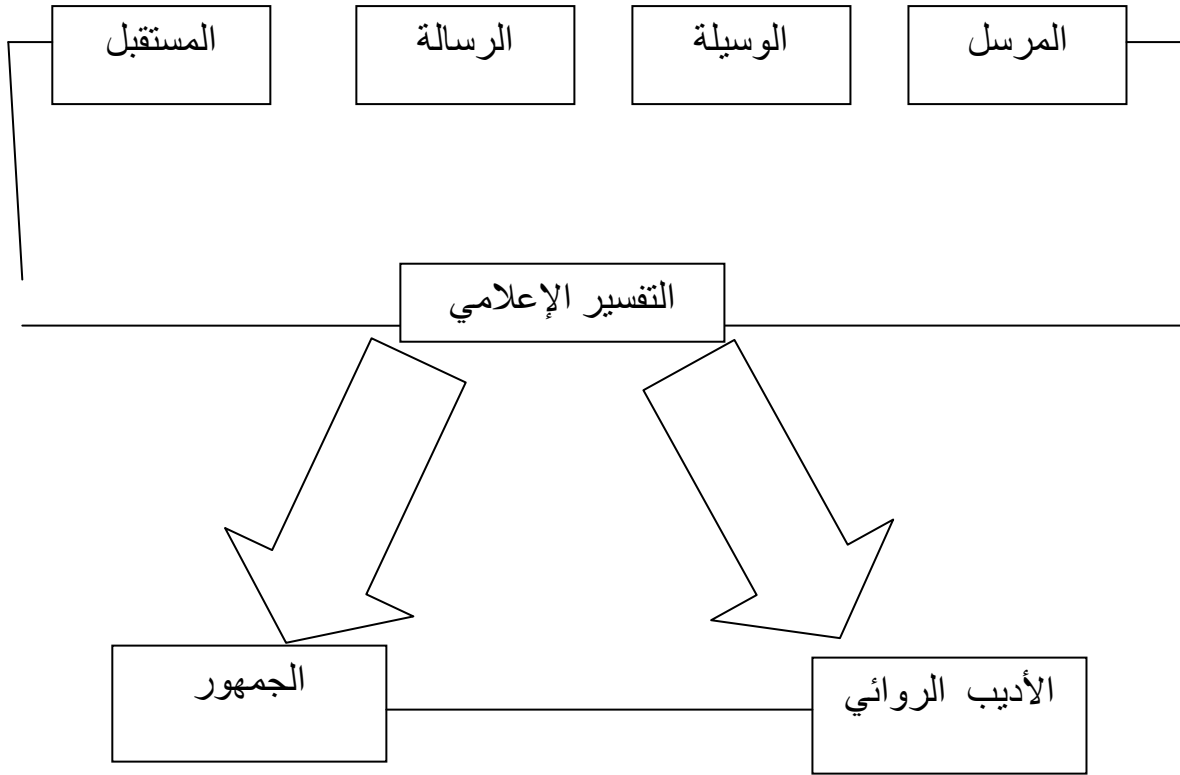 المرسل
الوسيلة
الرسالة
المستقبل
التفسير الإعلامي
الأديب الروائي
الجمهور